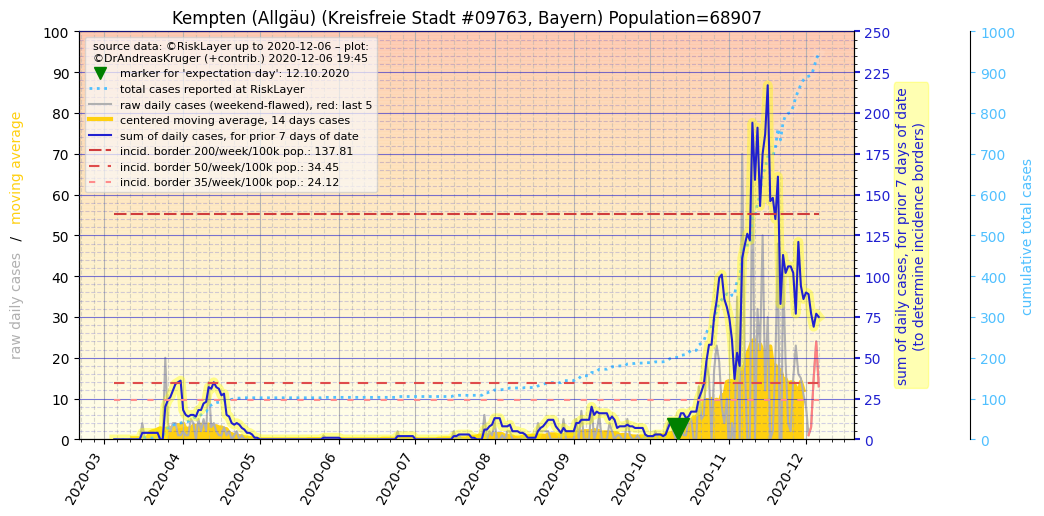 Kempten (Allgäu) (Kreisfreie Stadt #09763, Bayern) Population=68907
source data: ©RiskLayer up to 2020-12-06 – plot:
©DrAndreasKruger (+contrib.) 2020-12-06 19:45
marker for 'expectation day': 12.10.2020
total cases reported at RiskLayer
raw daily cases (weekend-flawed), red: last 5
centered moving average, 14 days cases
sum of daily cases, for prior 7 days of date
incid. border 200/week/100k pop.: 137.81
incid. border 50/week/100k pop.: 34.45
incid. border 35/week/100k pop.: 24.12
raw daily cases / moving average
100
90
80
70
60
50
40
30
20
10
0
250
225
200
175
150
125
100
75
50
25
0
sum of daily cases, for prior 7 days of date
(to determine incidence borders)
1000
900
800
700
600
500
400
300
200
100
0
cumulative total cases
2020-03
2020-04
2020-05
2020-06
2020-07
2020-08
2020-09
2020-10
2020-11
2020-12